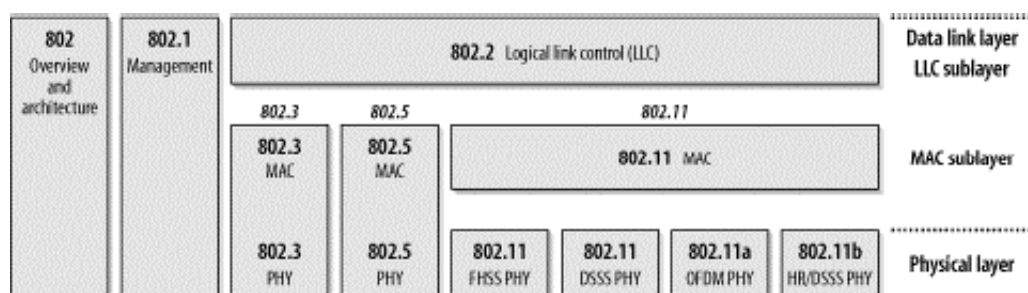 802
Overview
and
architecture
802.1
Management
802.2 Logical link control (LLC)
Data link layer
LLC sublayer
802.3
802.5
802.11
802.3
MAC
802.5
MAC
802.11 MAC
MAC sublayer
802.3
PHY
802.5
PHY
802.11
FHSS PHY
802.11
DSSS PHY
802.11a
OFDM PHY
802.11b
HR/DSSS PHY
Physical layer